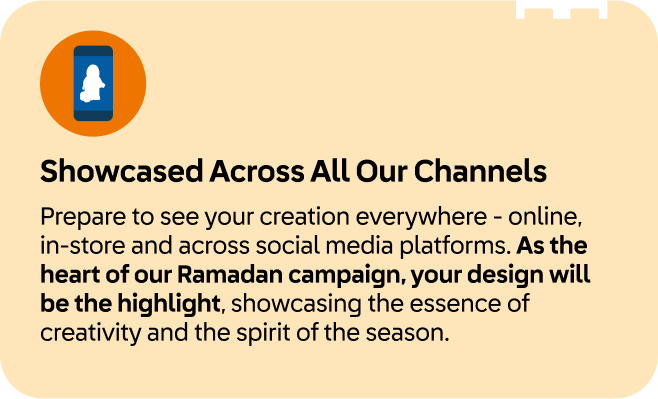 Showcased Across All Our Channels
Prepare to see your creation everywhere - online,
in-store and across social media platforms. As the
heart of our Ramadan campaign, your design will
be the highlight, showcasing the essence of
creativity and the spirit of the season.